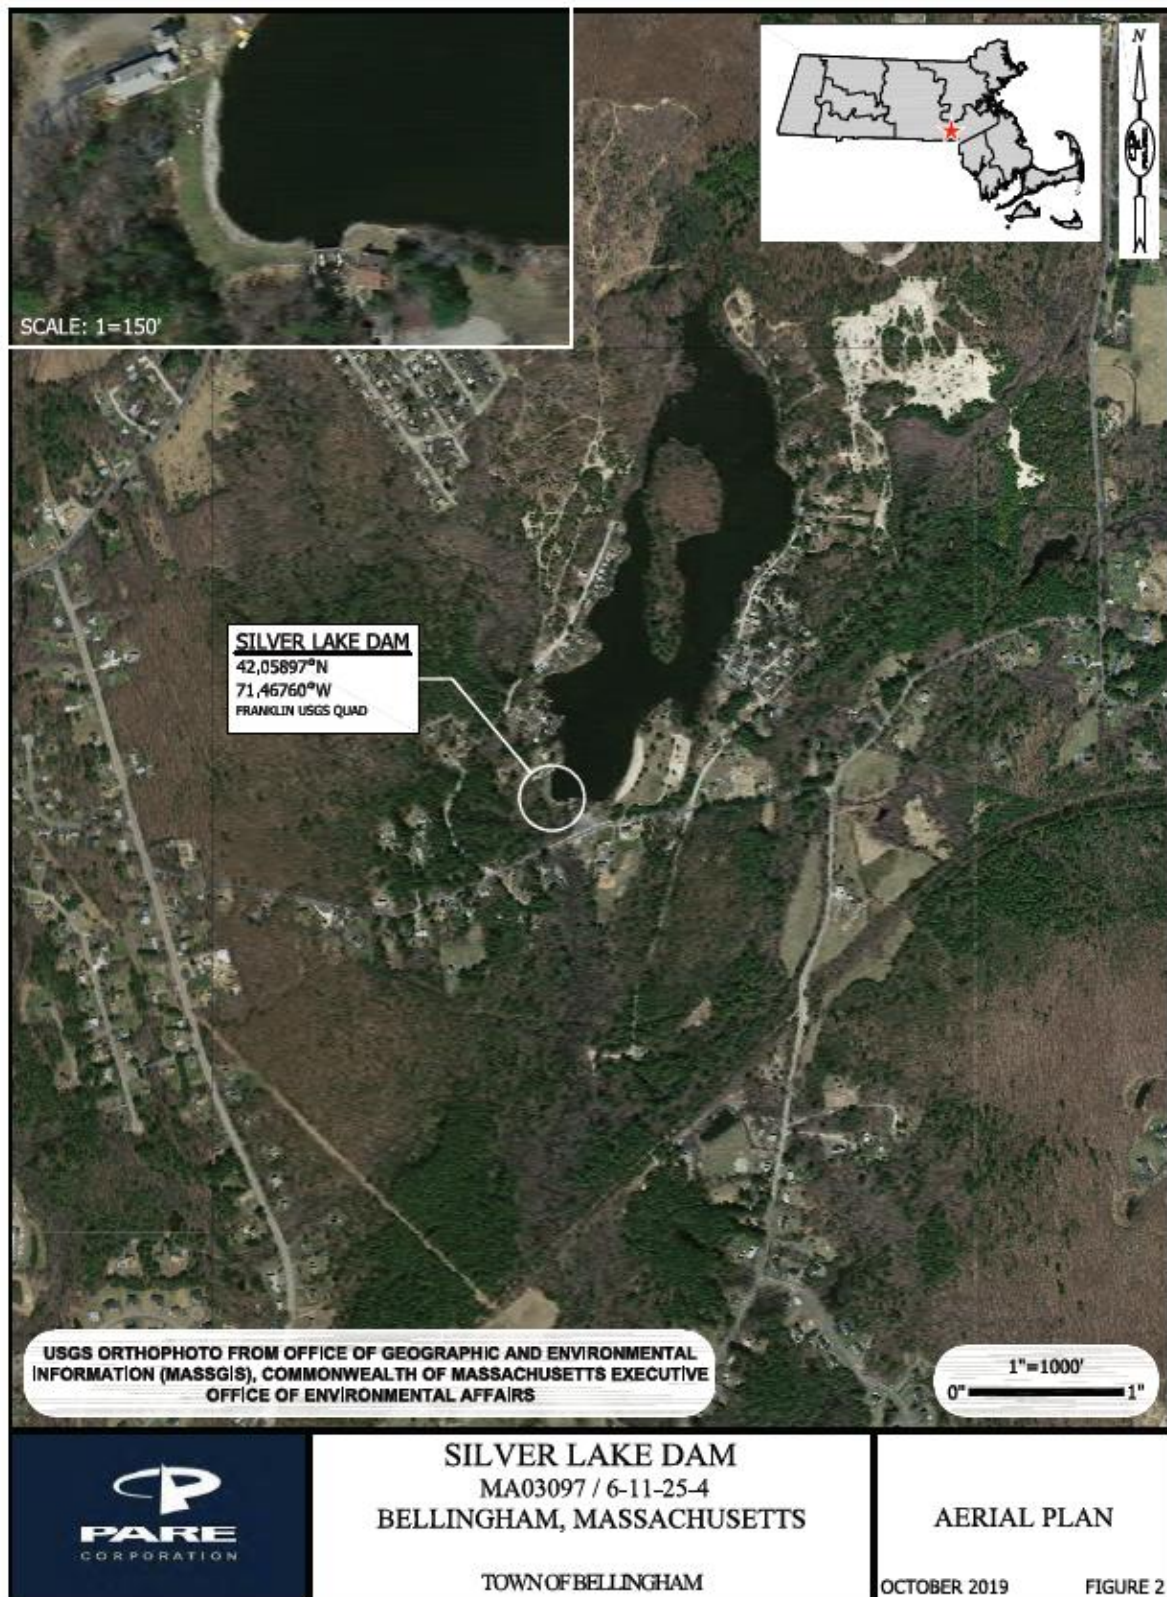 N
SCALE: 1=150'
SILVER LAKE DAM
42.05897°N
71.46760°W
FRANKLIN USGS QUAD
USGS ORTHOPHOTO FROM OFFICE OF GEOGRAPHIC AND ENVIRONMENTAL
INFORMATION (MASSGIS), COMMONWEALTH OF MASSACHUSETTS EXECUTIVE
OFFICE OF ENVIRONMENTAL AFFAIRS
1"=1000'
0" 1"
PARE
CORPORATION
SILVER LAKE DAM
MA03097 / 6-11-25-4
BELLINGHAM, MASSACHUSETTS
TOWN OF BELLINGHAM
AERIAL PLAN
OCTOBER 2019 FIGURE 2